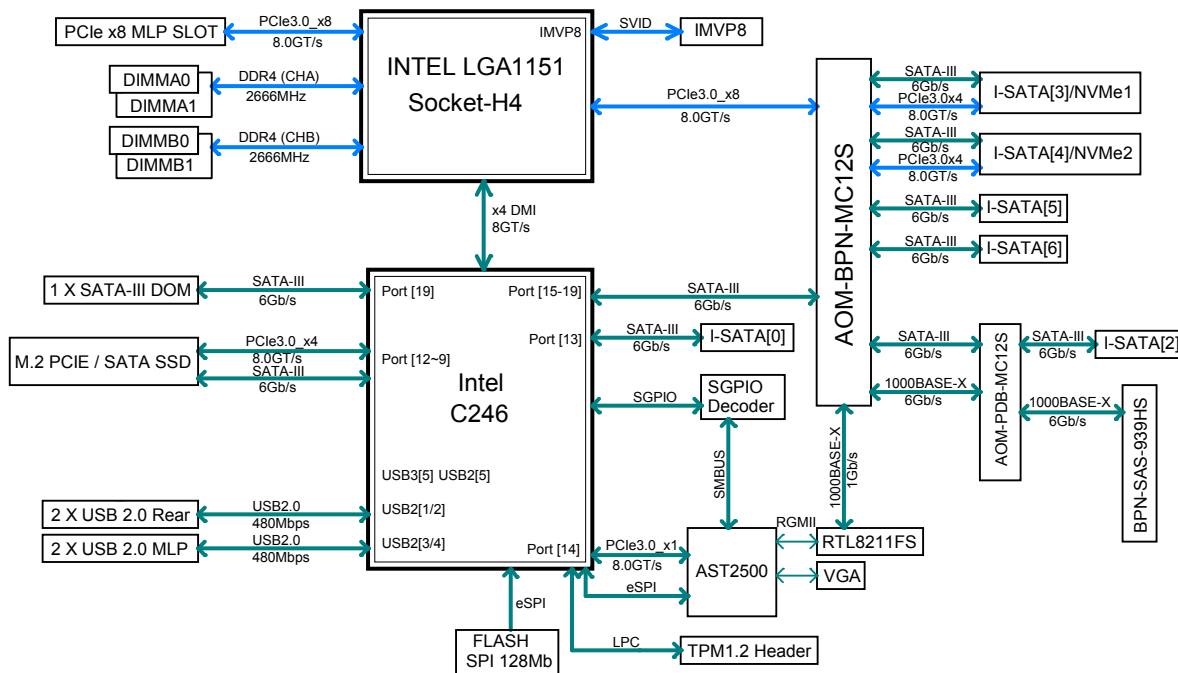 PCIe x8 MLP SLOT
PCIe3.0_x8
8.0GT/s
IMVP8
SVID
IMVP8
INTEL LGA1151
Socket-H4
DIMMA0
DIMMA1
DDR4 (CHA)
2666MHz
DIMMB0
DIMMB1
DDR4 (CHB)
2666MHz
PCIe3.0_x8
8.0GT/s
AOM-BPN-MC12S
SATA-III
6Gb/s
PCIe3.0x4
8.0GT/s
I-SATA[3]/NVMe1
SATA-III
6Gb/s
PCIe3.0x4
8.0GT/s
I-SATA[4]/NVMe2
SATA-III
6Gb/s
I-SATA[5]
SATA-III
6Gb/s
I-SATA[6]
x4 DMI
8GT/s
1 X SATA-III DOM
SATA-III
6Gb/s
Port [19]
Port [15-19]
SATA-III
6Gb/s
M.2 PCIE / SATA SSD
PCIe3.0_x4
8.0GT/s
SATA-III
6Gb/s
Port [12~9]
Port [13]
SATA-III
6Gb/s
I-SATA[0]
Intel
C246
SGPIO
SGPIO
Decoder
SATA-III
6Gb/s
1000BASE-X
6Gb/s
AOM-PDB-MC12S
SATA-III
6Gb/s
I-SATA[2]
1000BASE-X
6Gb/s
BPN-SAS-939HS
SMBUS
1000BASE-X
1Gb/s
USB3[5] USB2[5]
2 X USB 2.0 Rear
USB2.0
480Mbps
USB2[1/2]
2 X USB 2.0 MLP
USB2.0
480Mbps
USB2[3/4]
Port [14]
PCIe3.0_x1
8.0GT/s
eSPI
AST2500
RGMII
RTL8211FS
VGA
eSPI
FLASH
SPI 128Mb
LPC
TPM1.2 Header